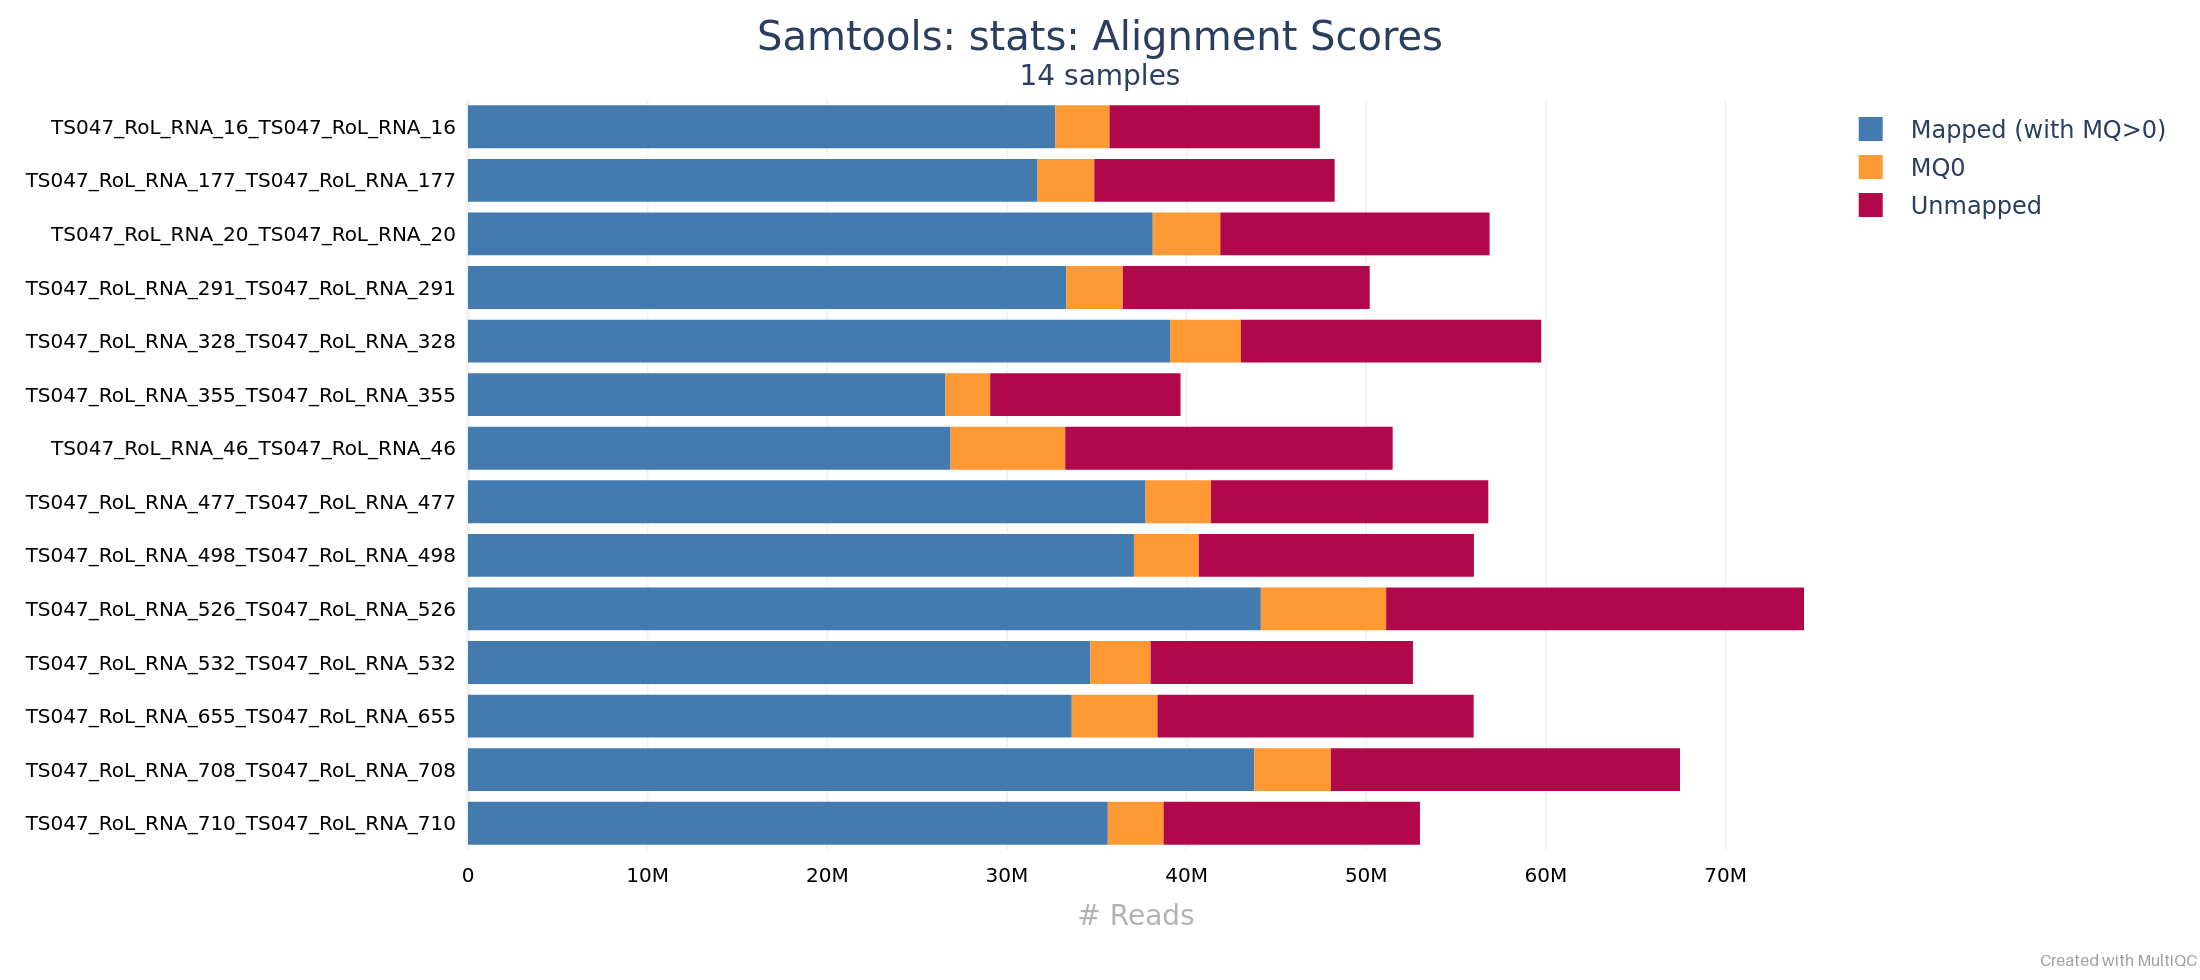 Samtools: stats: Alignment Scores
14 samples
TS047_RoL_RNA_16_TS047_RoL_RNA_16
TS047_RoL_RNA_177_TS047_RoL_RNA_177
TS047_RoL_RNA_20_TS047_RoL_RNA_20
TS047_RoL_RNA_291_TS047_RoL_RNA_291
TS047_RoL_RNA_328_TS047_RoL_RNA_328
TS047_RoL_RNA_355_TS047_RoL_RNA_355
TS047_RoL_RNA_46_TS047_RoL_RNA_46
TS047_RoL_RNA_477_TS047_RoL_RNA_477
TS047_RoL_RNA_498_TS047_RoL_RNA_498
TS047_RoL_RNA_526_TS047_RoL_RNA_526
TS047_RoL_RNA_532_TS047_RoL_RNA_532
TS047_RoL_RNA_655_TS047_RoL_RNA_655
TS047_RoL_RNA_708_TS047_RoL_RNA_708
TS047_RoL_RNA_710_TS047_RoL_RNA_710
0 10M 20M 30M 40M 50M 60M 70M
# Reads
Mapped (with MQ>0)
MQ0
Unmapped
Created with MultiQC